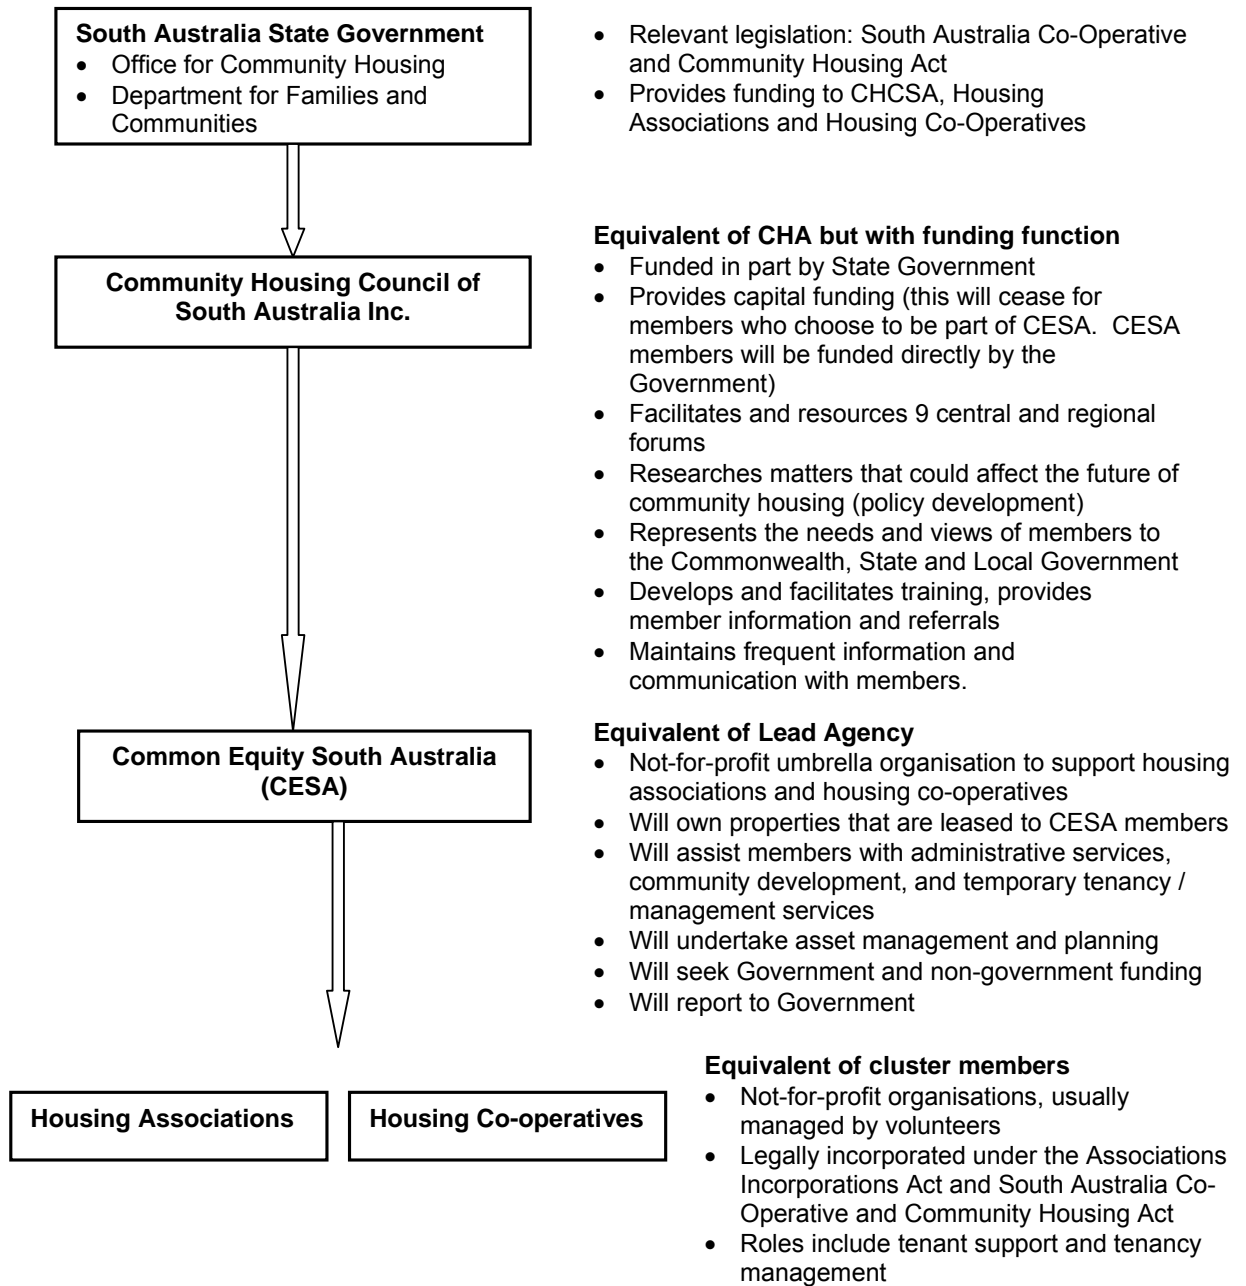 South Australia State Government
• Office for Community Housing
• Department for Families and
Communities
• Relevant legislation: South Australia Co-Operative
and Community Housing Act
• Provides funding to CHCSA, Housing
Associations and Housing Co-Operatives
Community Housing Council of
South Australia Inc.
Equivalent of CHA but with funding function
• Funded in part by State Government
• Provides capital funding (this will cease for
members who choose to be part of CESA.  CESA
members will be funded directly by the
Government)
• Facilitates and resources 9 central and regional
forums
• Researches matters that could affect the future of
community housing (policy development)
• Represents the needs and views of members to
the Commonwealth, State and Local Government
• Develops and facilitates training, provides
member information and referrals
• Maintains frequent information and
communication with members.
Common Equity South Australia
(CESA)
Equivalent of Lead Agency
• Not-for-profit umbrella organisation to support housing
associations and housing co-operatives
• Will own properties that are leased to CESA members
• Will assist members with administrative services,
community development, and temporary tenancy /
management services
• Will undertake asset management and planning
• Will seek Government and non-government funding
• Will report to Government
Housing Associations
Housing Co-operatives
Equivalent of cluster members
• Not-for-profit organisations, usually
managed by volunteers
• Legally incorporated under the Associations
Incorporations Act and South Australia Co-
Operative and Community Housing Act
• Roles include tenant support and tenancy
management